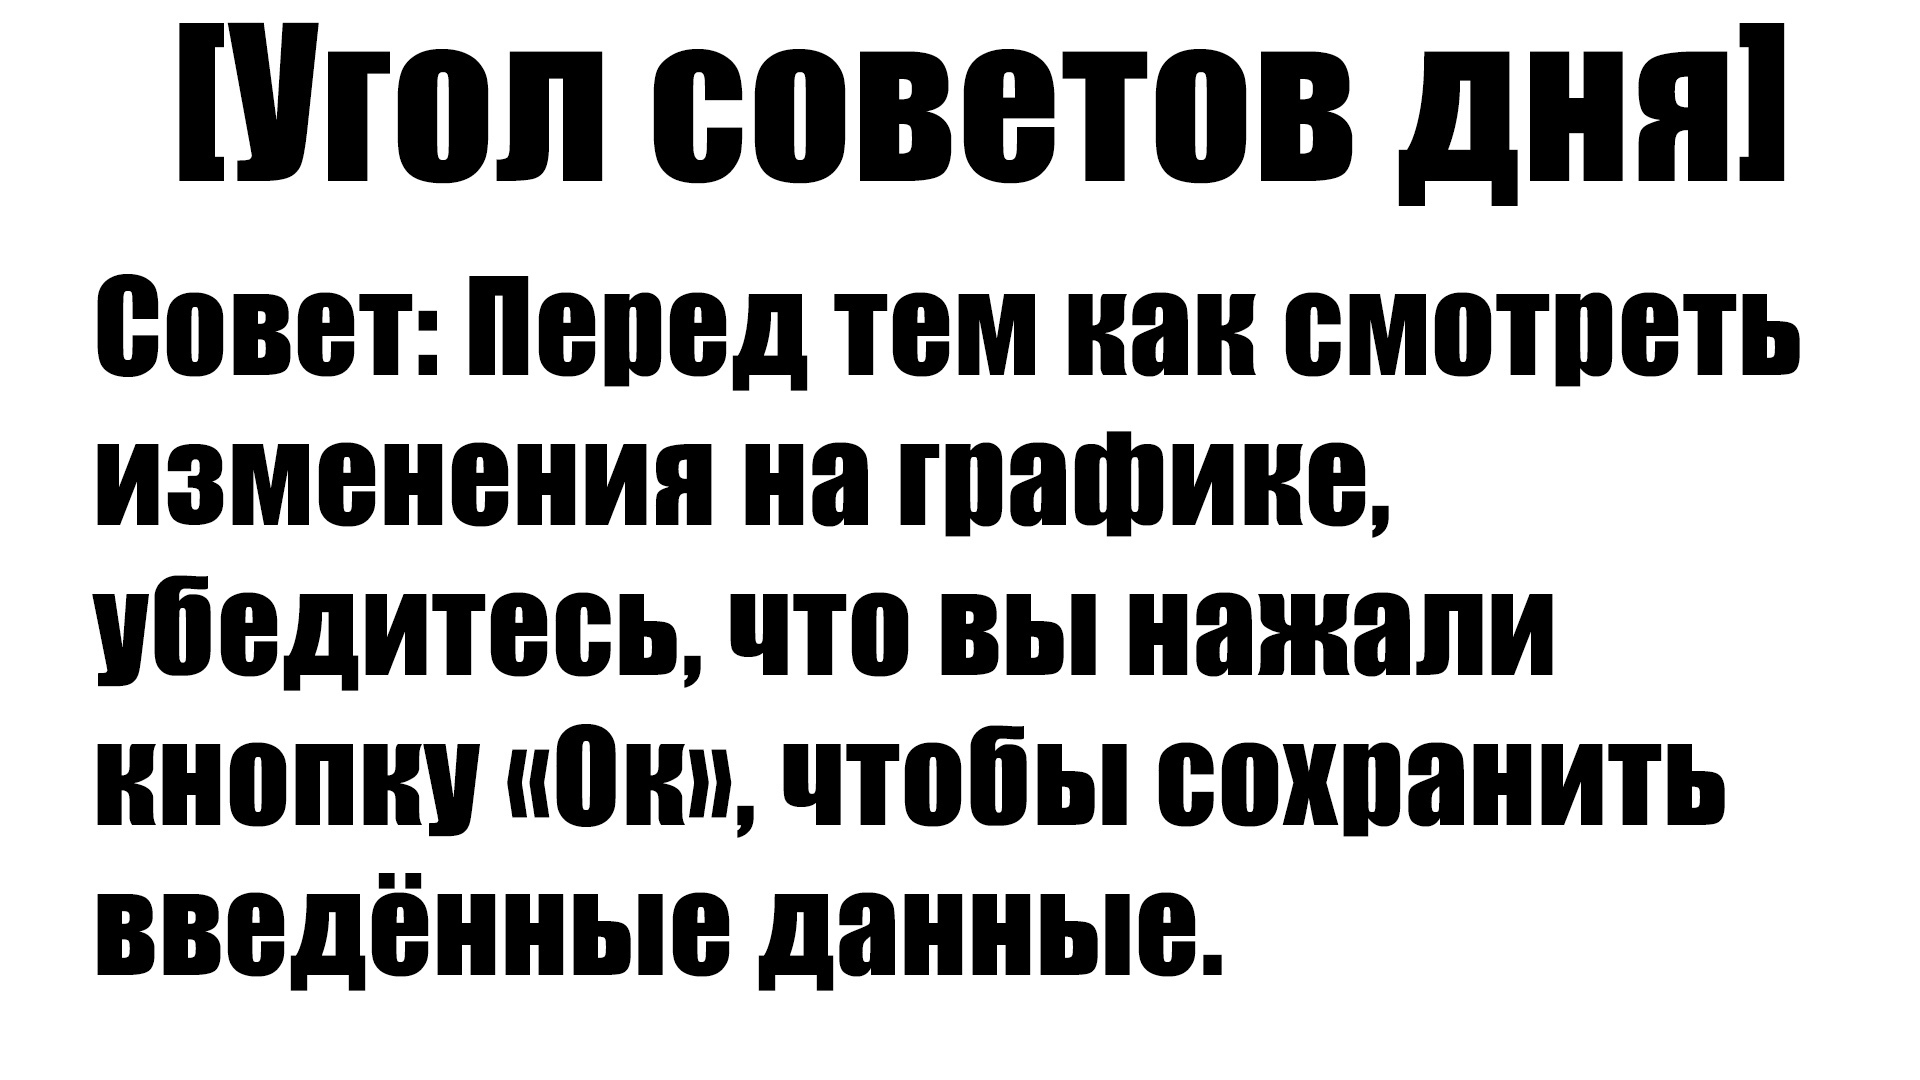 [Угол советов дня]
Совет: Перед тем как смотреть
изменения на графике,
убедитесь, что вы нажали
кнопку «Ок», чтобы сохранить
введённые данные.